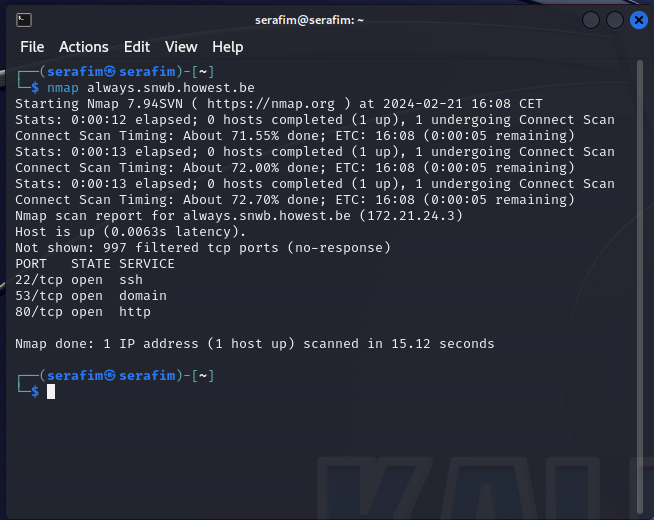 serafim@serafim: ~
File Actions Edit View Help
┌──(serafim㉿serafim)-[~]
└─$ nmap always.snwb.howest.be
Starting Nmap 7.94SVN ( https://nmap.org ) at 2024-02-21 16:08 CET
Stats: 0:00:12 elapsed; 0 hosts completed (1 up), 1 undergoing Connect Scan
Connect Scan Timing: About 71.55% done; ETC: 16:08 (0:00:05 remaining)
Stats: 0:00:13 elapsed; 0 hosts completed (1 up), 1 undergoing Connect Scan
Connect Scan Timing: About 72.00% done; ETC: 16:08 (0:00:05 remaining)
Stats: 0:00:13 elapsed; 0 hosts completed (1 up), 1 undergoing Connect Scan
Connect Scan Timing: About 72.70% done; ETC: 16:08 (0:00:05 remaining)
Nmap scan report for always.snwb.howest.be (172.21.24.3)
Host is up (0.0063s latency).
Not shown: 997 filtered tcp ports (no-response)
PORT   STATE SERVICE
22/tcp open  ssh
53/tcp open  domain
80/tcp open  http
Nmap done: 1 IP address (1 host up) scanned in 15.12 seconds
┌──(serafim㉿serafim)-[~]
└─$